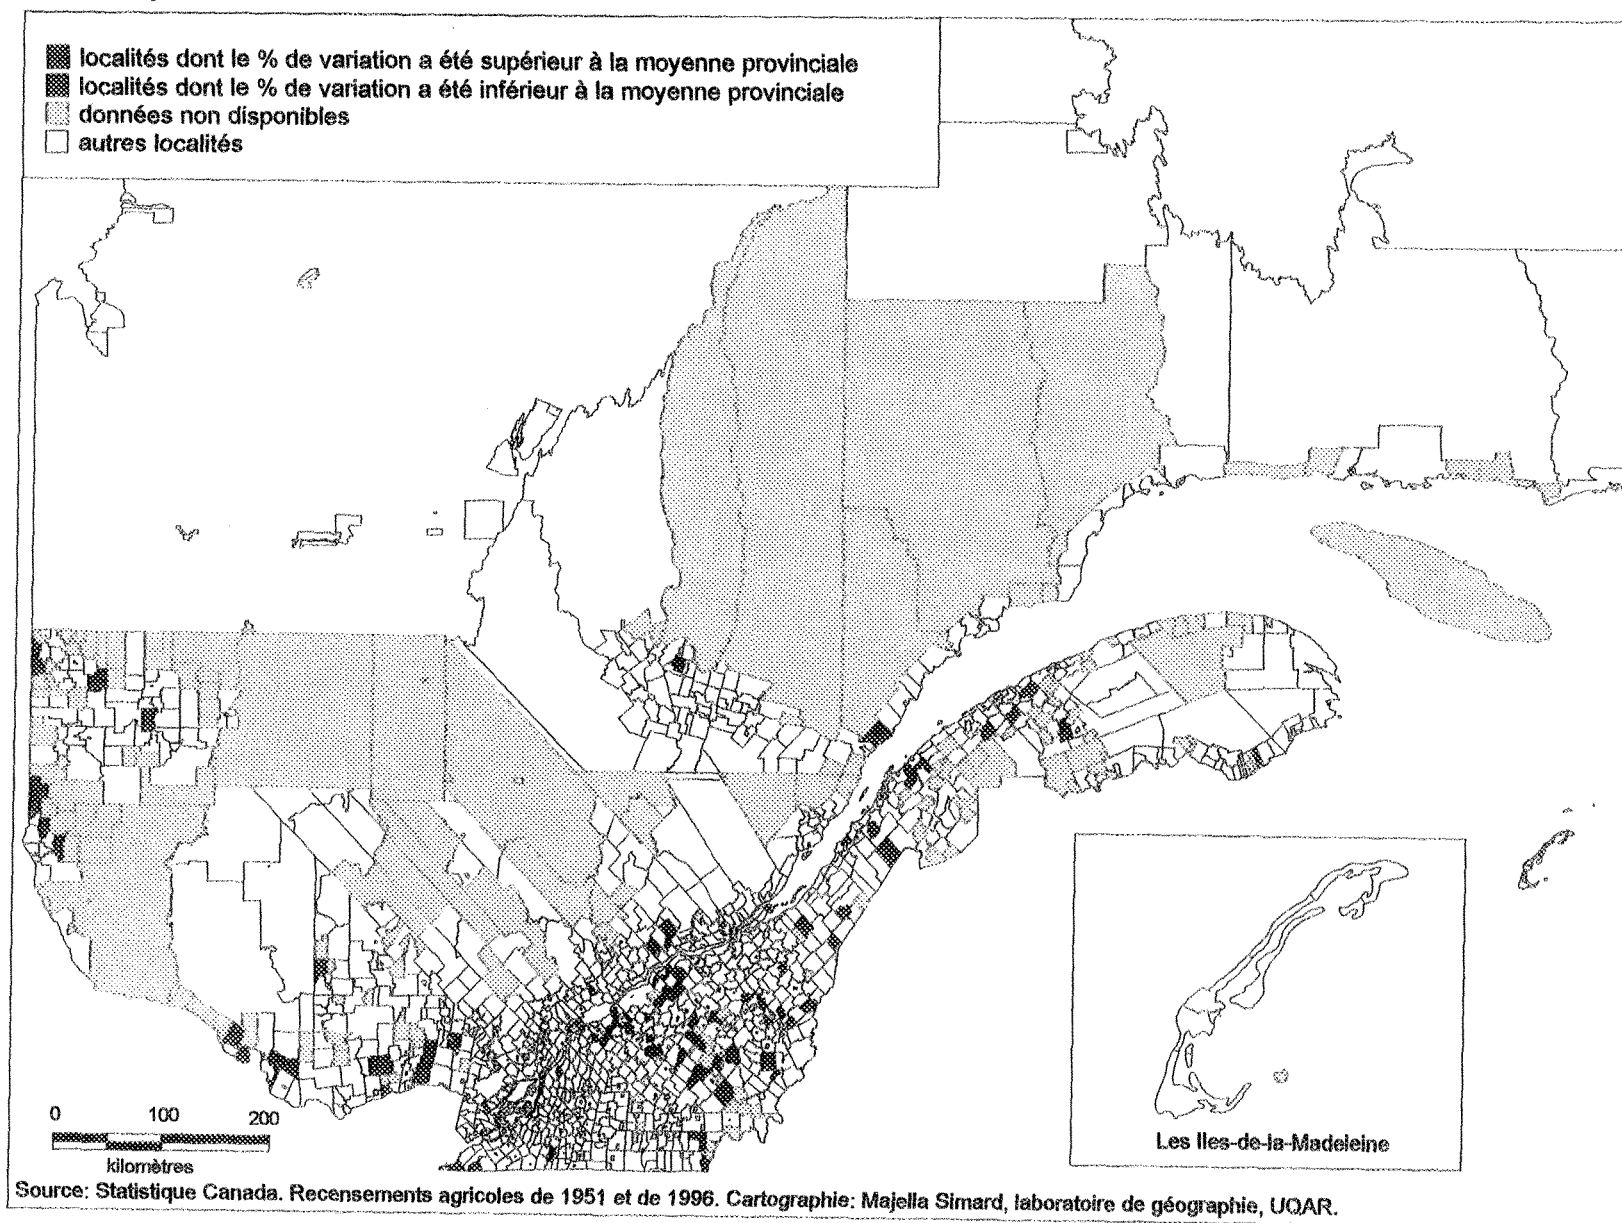 localités dont le % de variation a été supérieur à la moyenne provinciale
localités dont le % de variation a été inférieur à la moyenne provinciale
données non disponibles
autres localités
0 100 200
kilomètres
Les Iles-de-la-Madeleine
Source: Statistique Canada. Recensements agricoles de 1951 et de 1996. Cartographie: Majella Simard, laboratoire de géographie, UQAR.